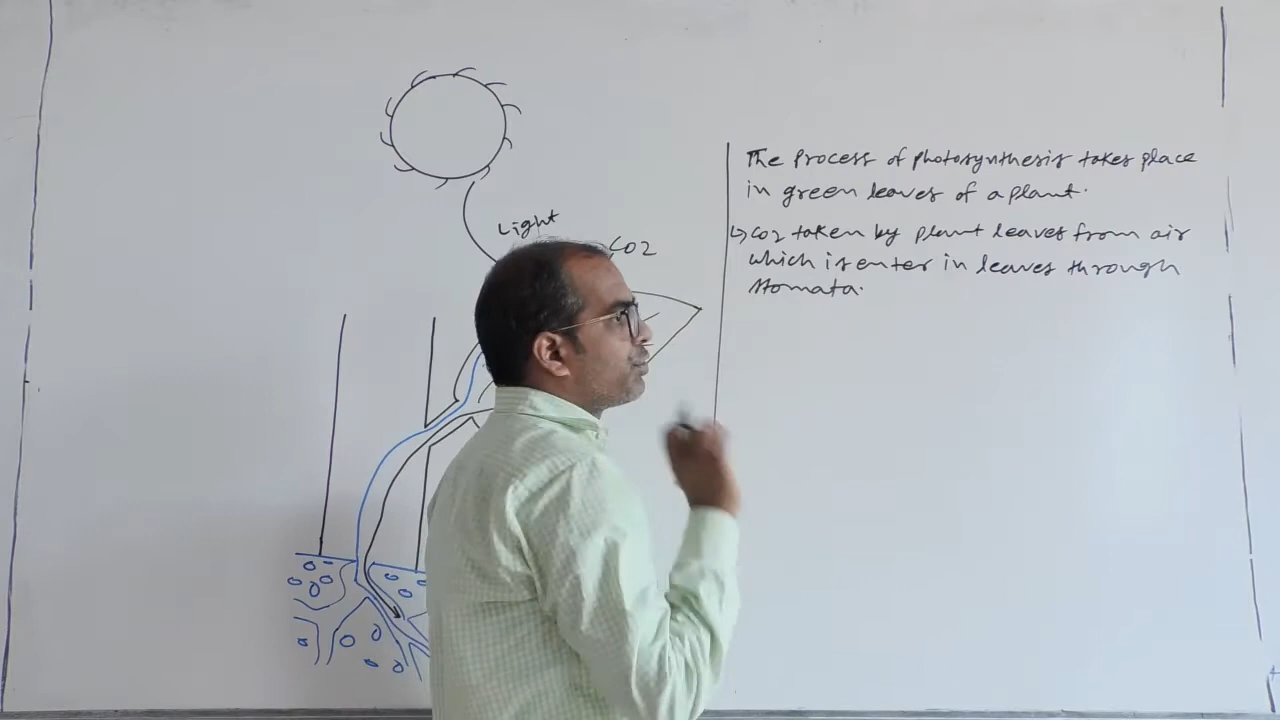 Light
CO2
The process of photosynthesis takes place
in green leaves of a plant.
↳ CO2 taken by plant leaves from air
which is enter in leaves through
stomata.